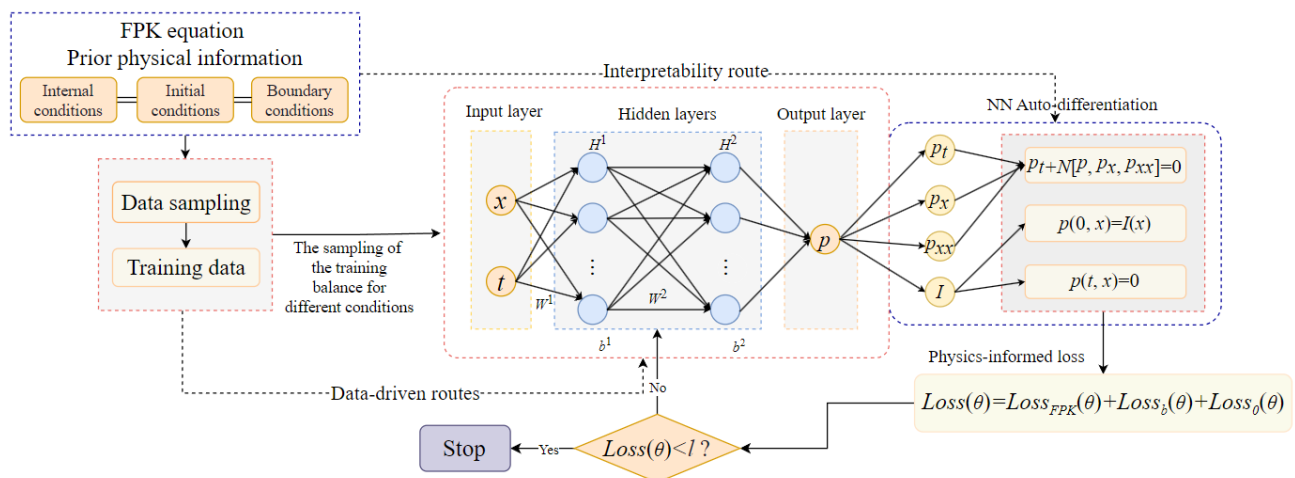 FPK equation
Prior physical information
Internal
conditions
Initial
conditions
Boundary
conditions
Interpretability route
Data sampling
Training data
The sampling of
the training
balance for
different conditions
Data-driven routes
Input layer
Hidden layers
Output layer
x
t
W¹
H¹
H²
⋮
⋮
W²
b¹
b²
p
NN Auto-differentiation
pₜ
pₓ
pₓₓ
I
pₜ+N[p, pₓ, pₓₓ]=0
p(0, x)=I(x)
p(t, x)=0
Physics-informed loss
Loss(θ)=Loss_FPK(θ)+Loss_b(θ)+Loss_0(θ)
Loss(θ)<l ?
No
Yes
Stop